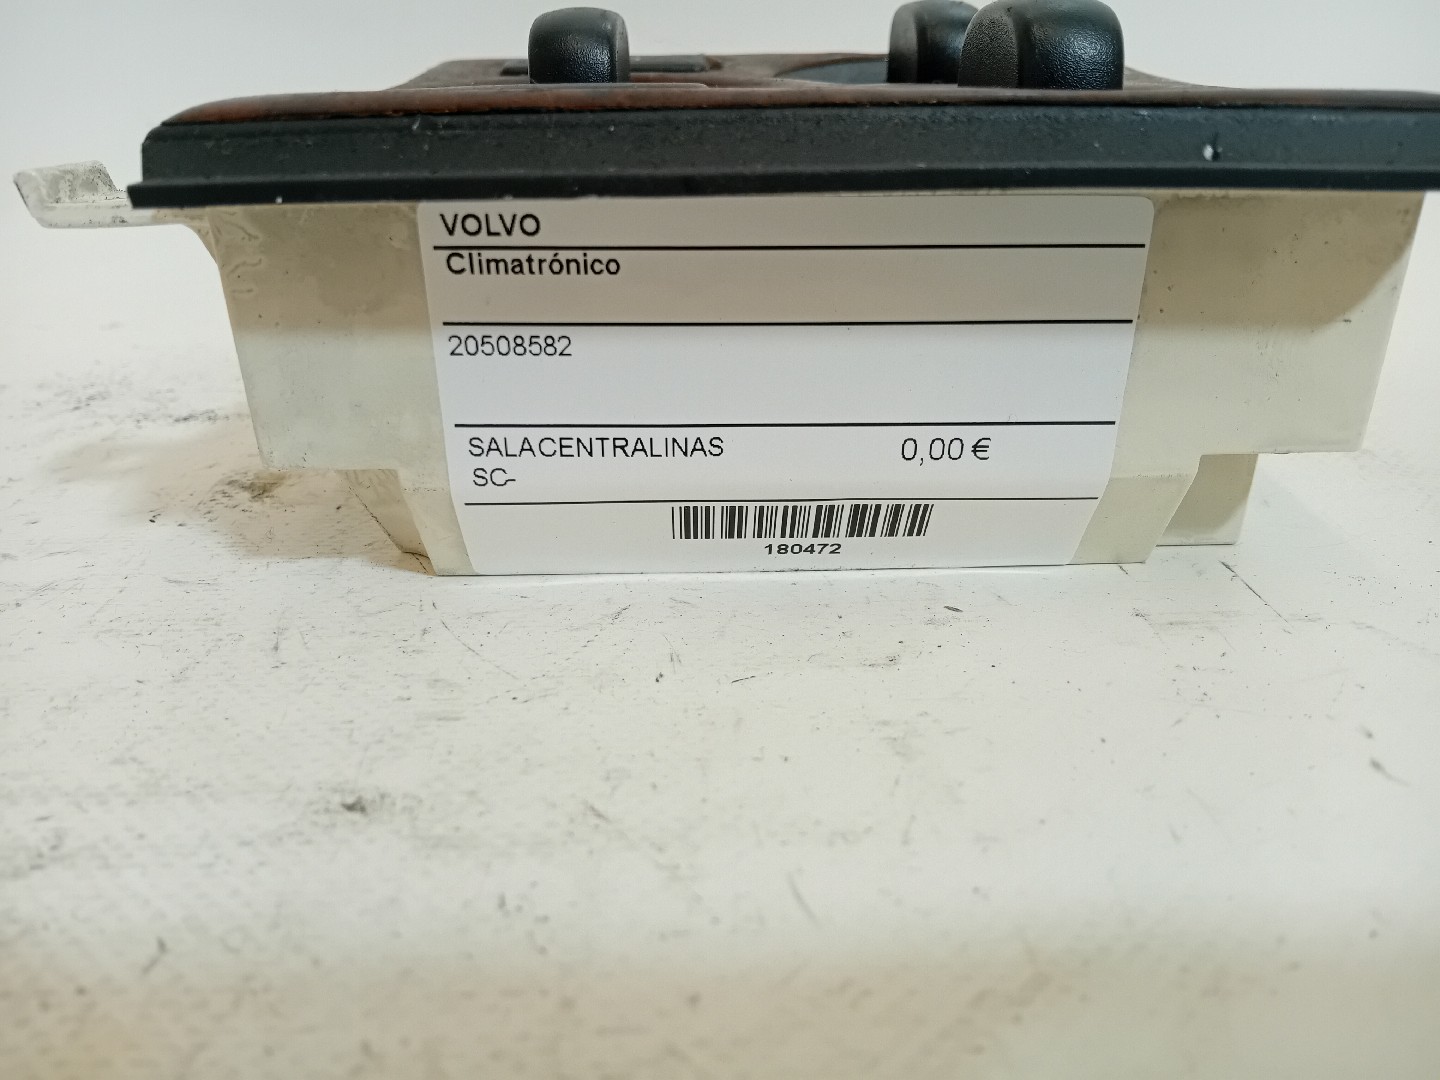 VOLVO
Climatrónico
20508582
SALACENTRALINAS 0,00 €
SC-
180472